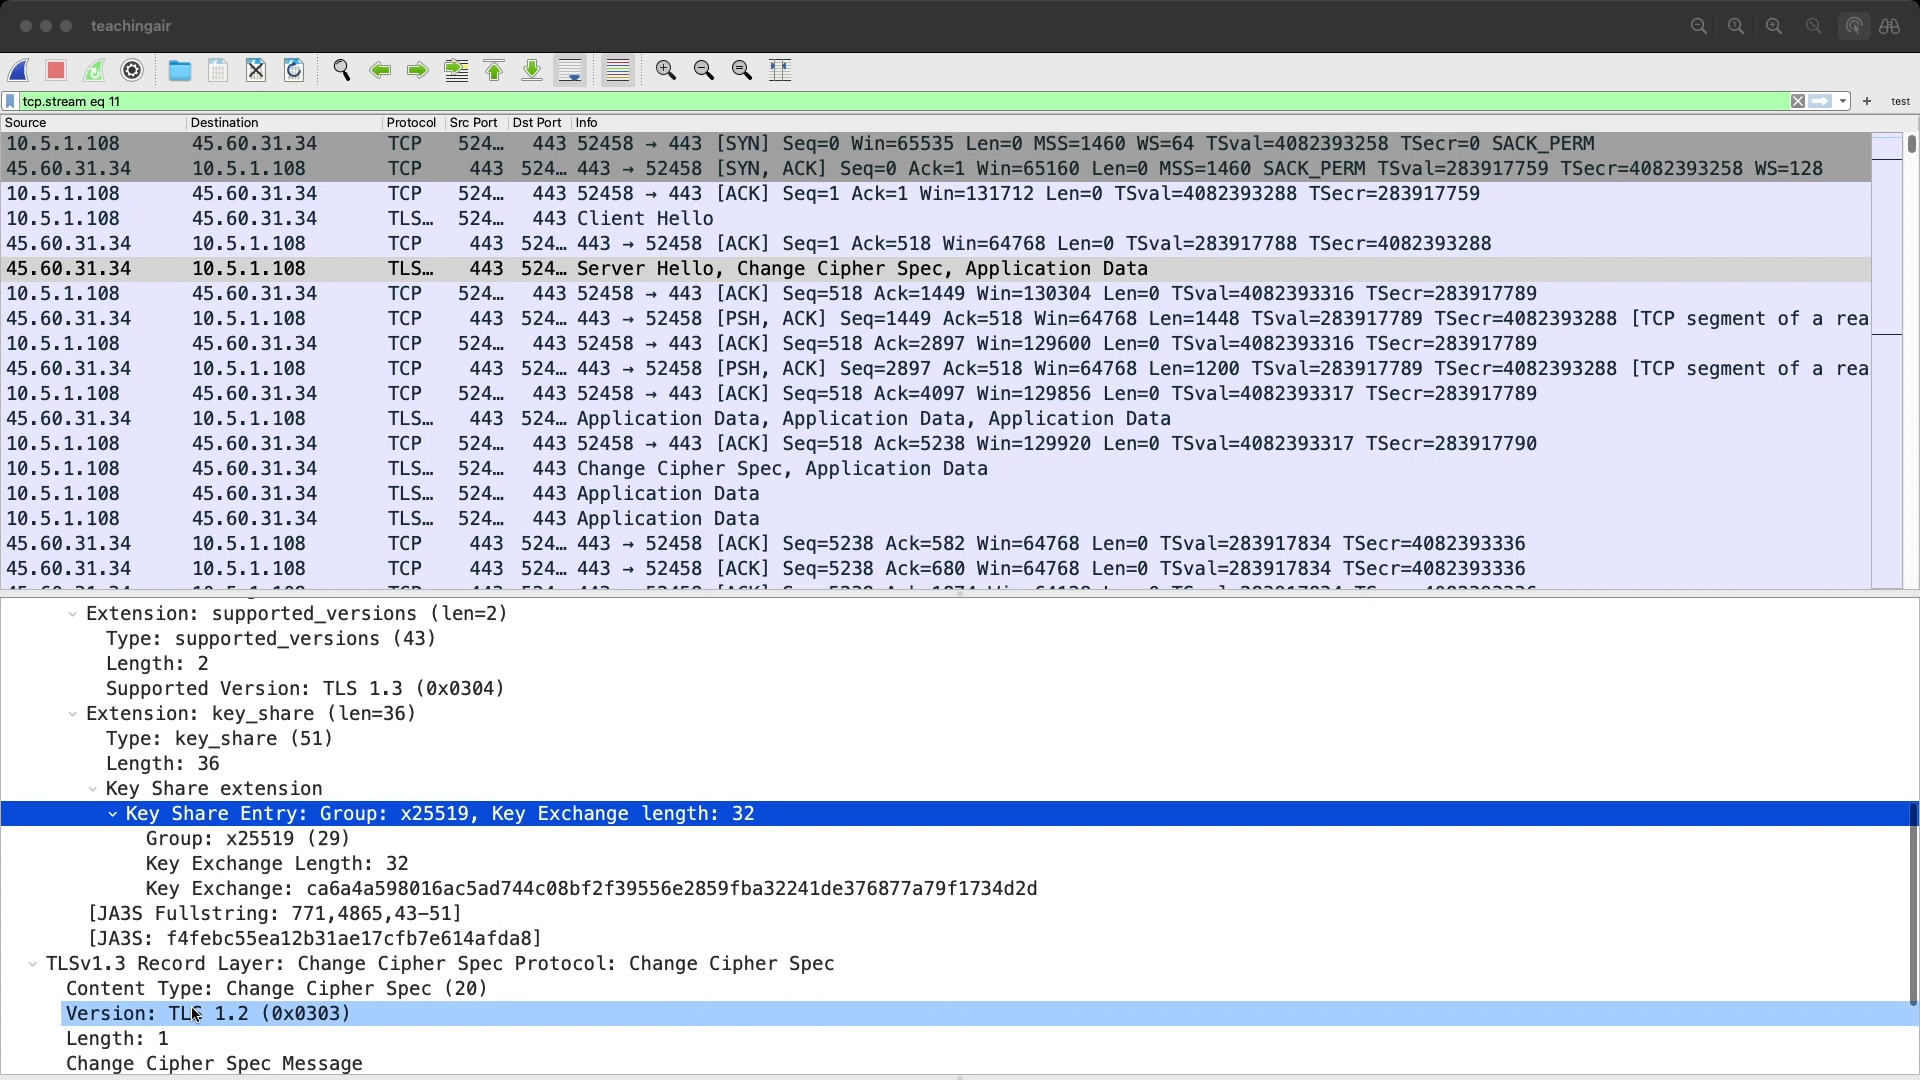 teachingair
tcp.stream eq 11
test
Source Destination Protocol Src Port Dst Port Info
10.5.1.108 45.60.31.34 TCP 524… 443 52458 → 443 [SYN] Seq=0 Win=65535 Len=0 MSS=1460 WS=64 TSval=4082393258 TSecr=0 SACK_PERM
45.60.31.34 10.5.1.108 TCP 443 524… 443 → 52458 [SYN, ACK] Seq=0 Ack=1 Win=65160 Len=0 MSS=1460 SACK_PERM TSval=283917759 TSecr=4082393258 WS=128
10.5.1.108 45.60.31.34 TCP 524… 443 52458 → 443 [ACK] Seq=1 Ack=1 Win=131712 Len=0 TSval=4082393288 TSecr=283917759
10.5.1.108 45.60.31.34 TLS… 524… 443 Client Hello
45.60.31.34 10.5.1.108 TCP 443 524… 443 → 52458 [ACK] Seq=1 Ack=518 Win=64768 Len=0 TSval=283917788 TSecr=4082393288
45.60.31.34 10.5.1.108 TLS… 443 524… Server Hello, Change Cipher Spec, Application Data
10.5.1.108 45.60.31.34 TCP 524… 443 52458 → 443 [ACK] Seq=518 Ack=1449 Win=130304 Len=0 TSval=4082393316 TSecr=283917789
45.60.31.34 10.5.1.108 TCP 443 524… 443 → 52458 [PSH, ACK] Seq=1449 Ack=518 Win=64768 Len=1448 TSval=283917789 TSecr=4082393288 [TCP segment of a rea
10.5.1.108 45.60.31.34 TCP 524… 443 52458 → 443 [ACK] Seq=518 Ack=2897 Win=129600 Len=0 TSval=4082393316 TSecr=283917789
45.60.31.34 10.5.1.108 TCP 443 524… 443 → 52458 [PSH, ACK] Seq=2897 Ack=518 Win=64768 Len=1200 TSval=283917789 TSecr=4082393288 [TCP segment of a rea
10.5.1.108 45.60.31.34 TCP 524… 443 52458 → 443 [ACK] Seq=518 Ack=4097 Win=129856 Len=0 TSval=4082393317 TSecr=283917789
45.60.31.34 10.5.1.108 TLS… 443 524… Application Data, Application Data, Application Data
10.5.1.108 45.60.31.34 TCP 524… 443 52458 → 443 [ACK] Seq=518 Ack=5238 Win=129920 Len=0 TSval=4082393317 TSecr=283917790
10.5.1.108 45.60.31.34 TLS… 524… 443 Change Cipher Spec, Application Data
10.5.1.108 45.60.31.34 TLS… 524… 443 Application Data
10.5.1.108 45.60.31.34 TLS… 524… 443 Application Data
45.60.31.34 10.5.1.108 TCP 443 524… 443 → 52458 [ACK] Seq=5238 Ack=582 Win=64768 Len=0 TSval=283917834 TSecr=4082393336
45.60.31.34 10.5.1.108 TCP 443 524… 443 → 52458 [ACK] Seq=5238 Ack=680 Win=64768 Len=0 TSval=283917834 TSecr=4082393336
Extension: supported_versions (len=2)
Type: supported_versions (43)
Length: 2
Supported Version: TLS 1.3 (0x0304)
Extension: key_share (len=36)
Type: key_share (51)
Length: 36
Key Share extension
Key Share Entry: Group: x25519, Key Exchange length: 32
Group: x25519 (29)
Key Exchange Length: 32
Key Exchange: ca6a4a598016ac5ad744c08bf2f39556e2859fba32241de376877a79f1734d2d
[JA3S Fullstring: 771,4865,43-51]
[JA3S: f4febc55ea12b31ae17cfb7e614afda8]
TLSv1.3 Record Layer: Change Cipher Spec Protocol: Change Cipher Spec
Content Type: Change Cipher Spec (20)
Version: TLS 1.2 (0x0303)
Length: 1
Change Cipher Spec Message